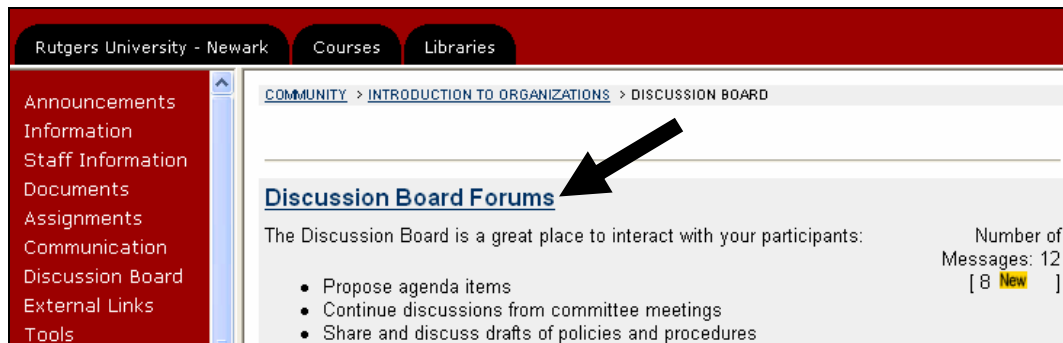 Rutgers University - Newark Courses Libraries
Announcements
Information
Staff Information
Documents
Assignments
Communication
Discussion Board
External Links
Tools
COMMUNITY > INTRODUCTION TO ORGANIZATIONS > DISCUSSION BOARD
Discussion Board Forums
The Discussion Board is a great place to interact with your participants:
• Propose agenda items
• Continue discussions from committee meetings
• Share and discuss drafts of policies and procedures
Number of
Messages: 12
[ 8 New ]